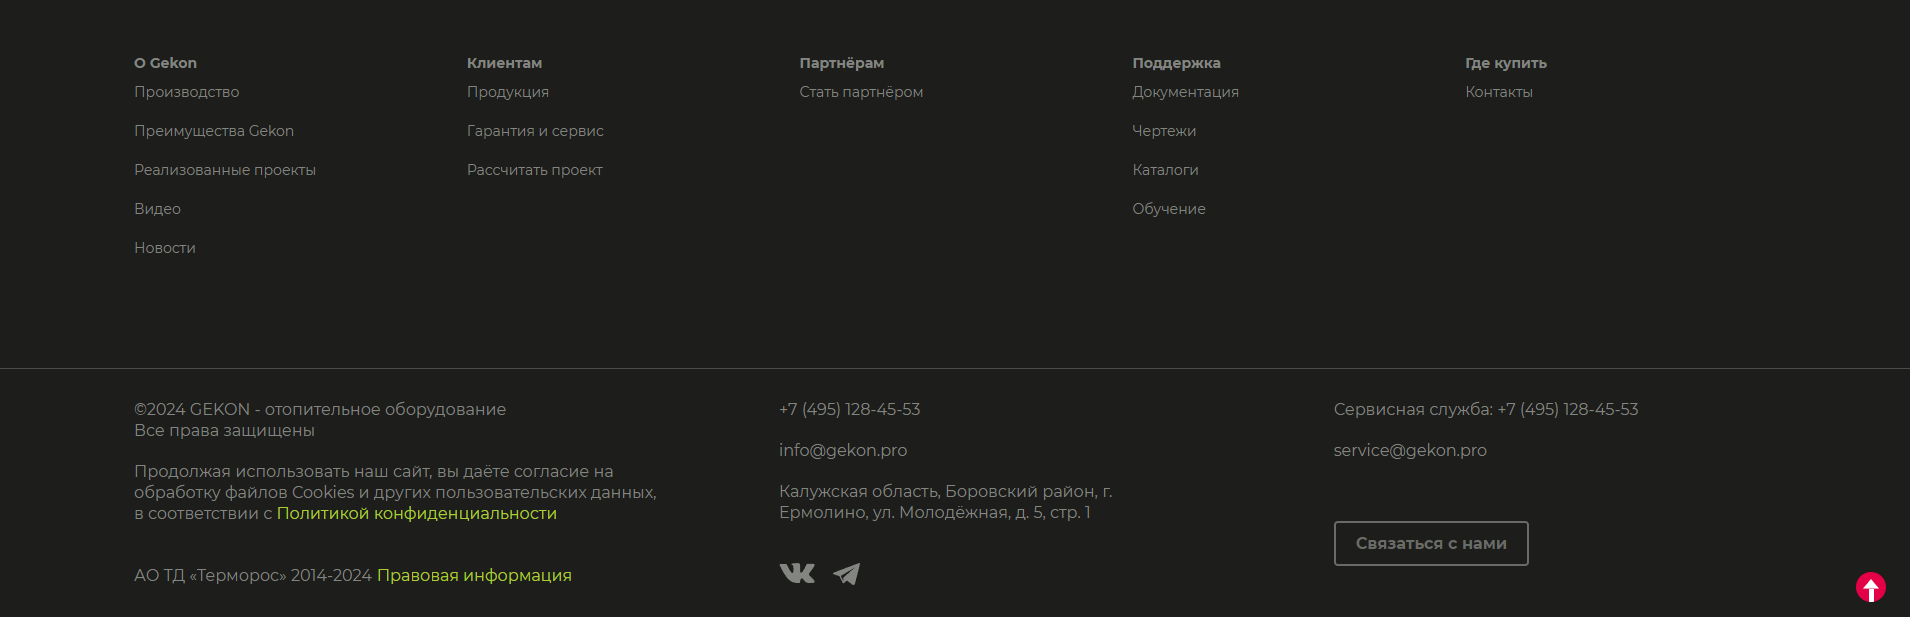 О Gekon
Производство
Преимущества Gekon
Реализованные проекты
Видео
Новости
Клиентам
Продукция
Гарантия и сервис
Рассчитать проект
Партнёрам
Стать партнёром
Поддержка
Документация
Чертежи
Каталоги
Обучение
Где купить
Контакты
©2024 GEKON - отопительное оборудование
Все права защищены
Продолжая использовать наш сайт, вы даёте согласие на
обработку файлов Cookies и других пользовательских данных,
в соответствии с Политикой конфиденциальности
АО ТД «Терморос» 2014-2024 Правовая информация
+7 (495) 128-45-53
info@gekon.pro
Калужская область, Боровский район, г.
Ермолино, ул. Молодёжная, д. 5, стр. 1
Сервисная служба: +7 (495) 128-45-53
service@gekon.pro
Связаться с нами